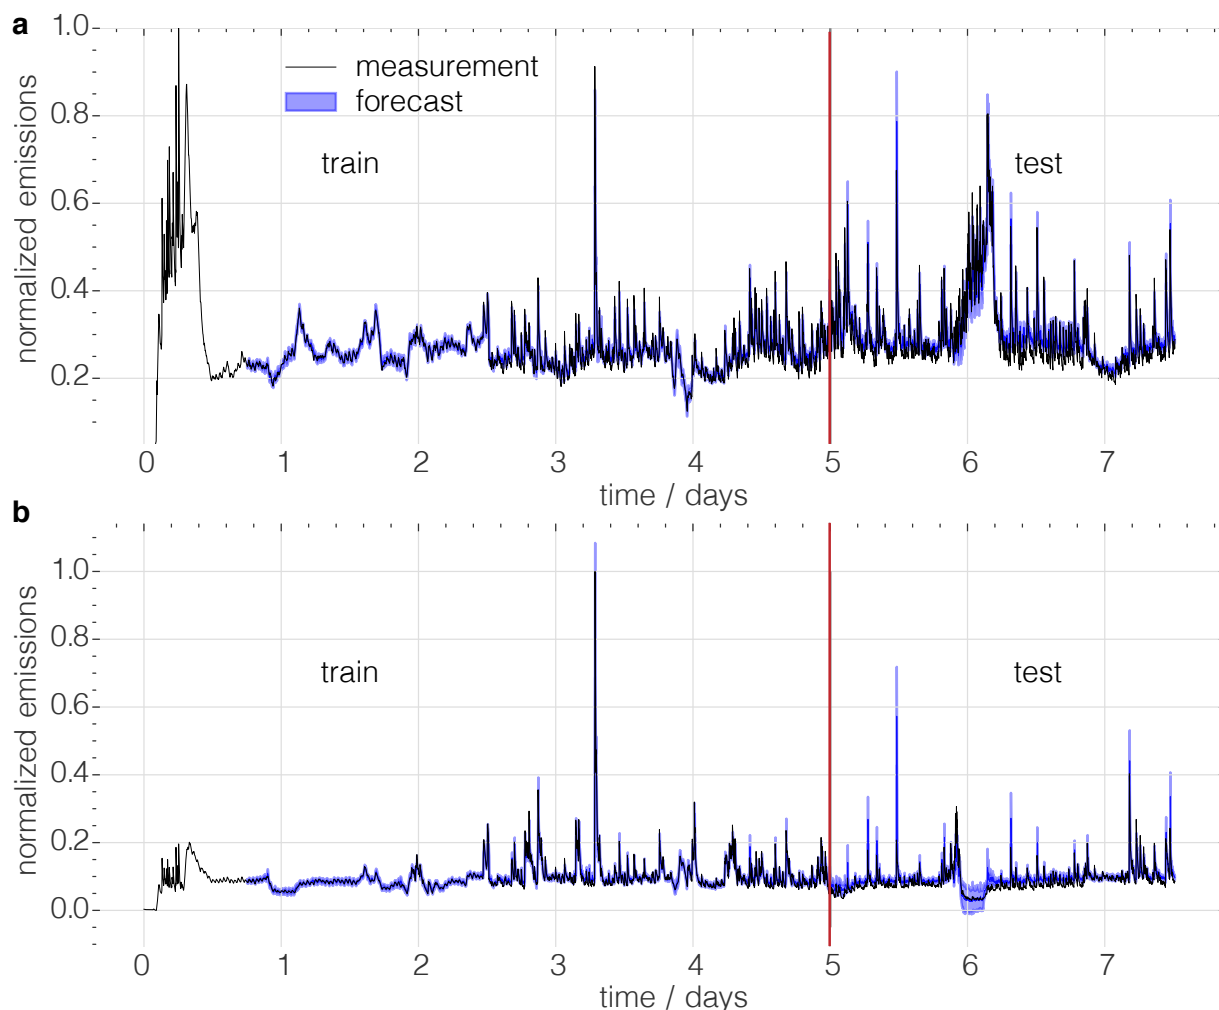 a
1.0
0.8
0.6
0.4
0.2
normalized emissions
measurement
forecast
train
test
0 1 2 3 4 5 6 7
time / days
b
1.0
0.8
0.6
0.4
0.2
0.0
normalized emissions
train
test
0 1 2 3 4 5 6 7
time / days